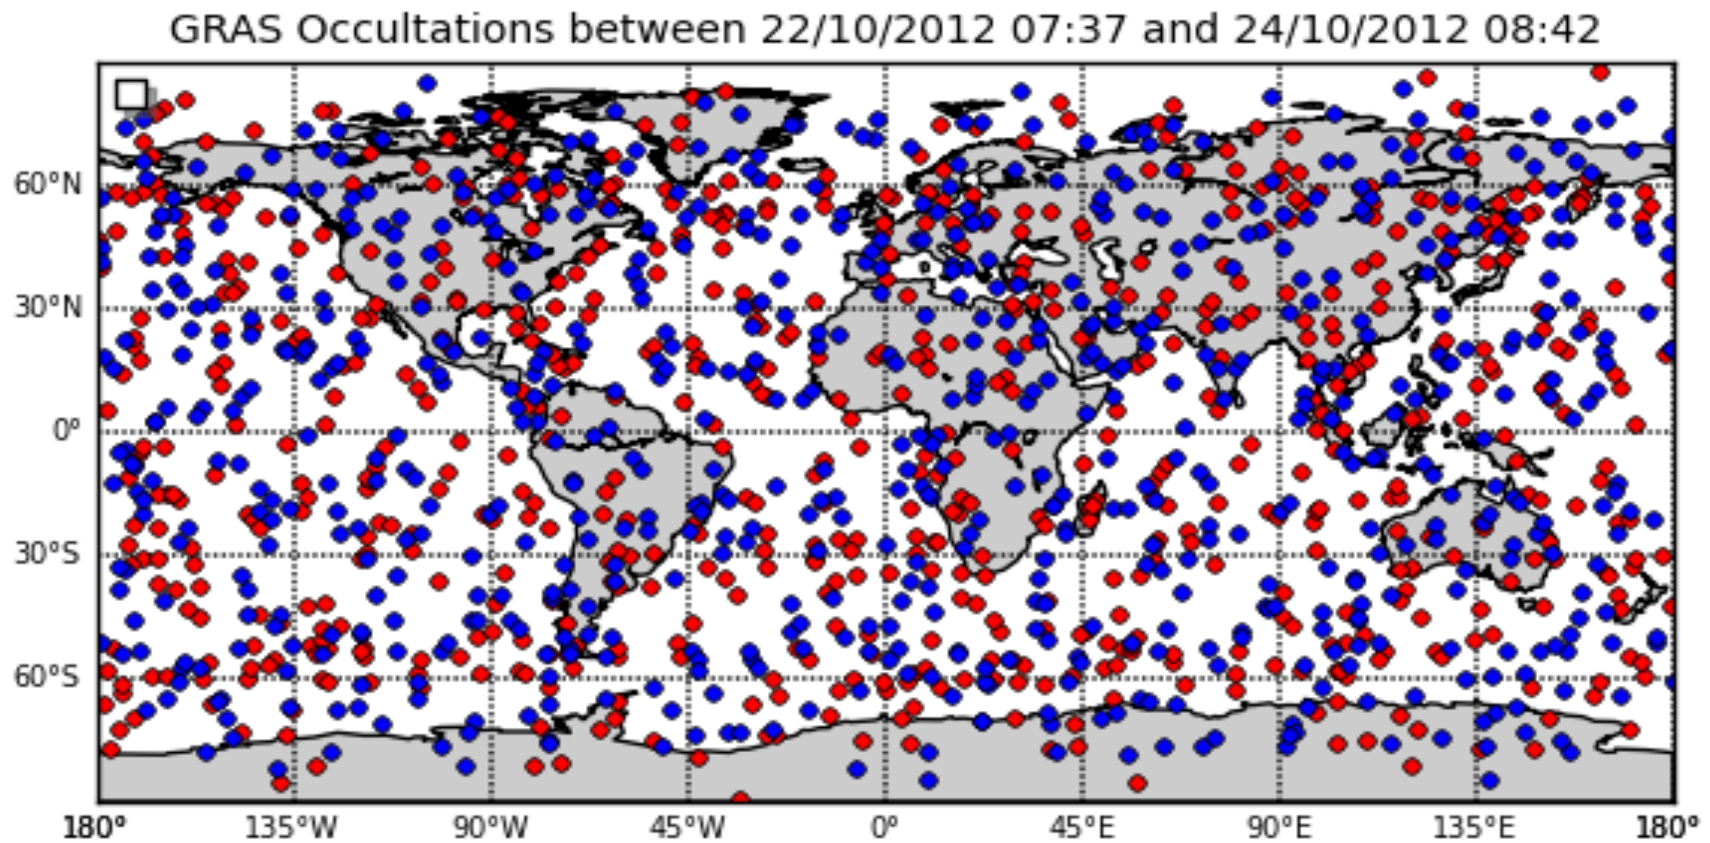 GRAS Occultations between 22/10/2012 07:37 and 24/10/2012 08:42
60°N
30°N
0°
30°S
60°S
180° 135°W 90°W 45°W 0° 45°E 90°E 135°E 180°